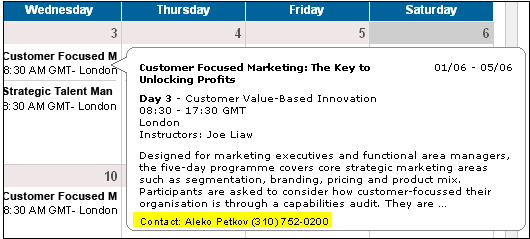 Wednesday Thursday Friday Saturday
3 4 5 6
Customer Focused M
8:30 AM GMT- London
Strategic Talent Man
8:30 AM GMT- London
10
Customer Focused M
8:30 AM GMT- London
Customer Focused Marketing: The Key to 01/06 - 05/06
Unlocking Profits
Day 3 - Customer Value-Based Innovation
08:30 - 17:30 GMT
London
Instructors: Joe Liaw
Designed for marketing executives and functional area managers,
the five-day programme covers core strategic marketing areas
such as segmentation, branding, pricing and product mix.
Participants are asked to consider how customer-focussed their
organisation is through a capabilities audit. They are ...
Contact: Aleko Petkov (310) 752-0200